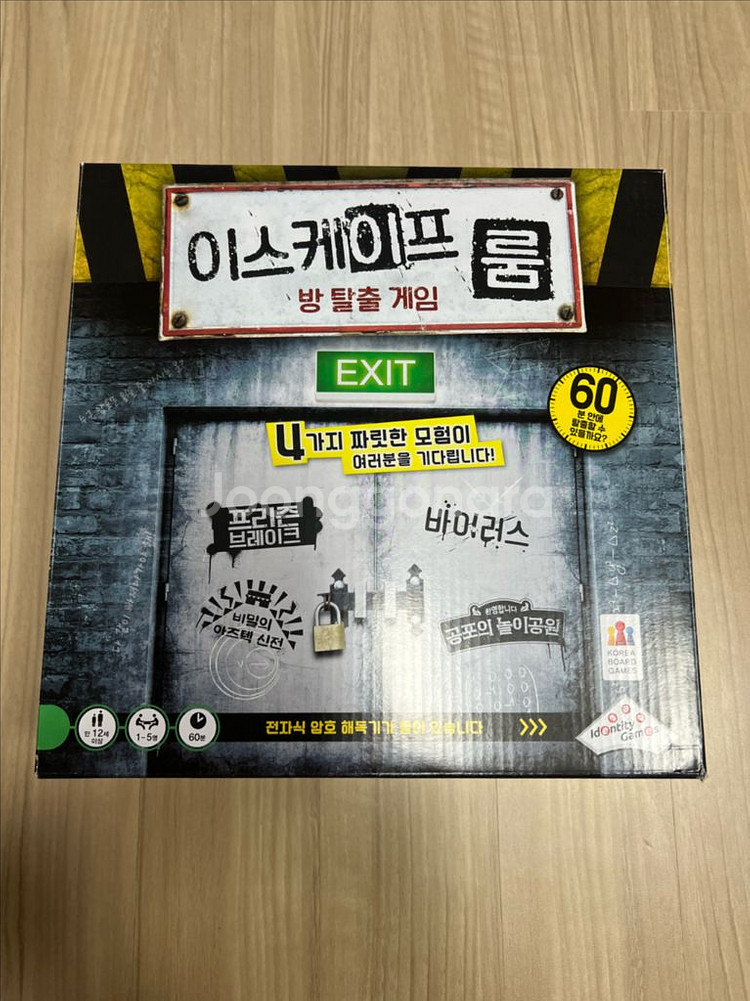 이스케이프 룸
방 탈출 게임
EXIT
60
분 안에
탈출할 수
있을까요?
4가지 짜릿한 모험이
여러분을 기다립니다!
Joonggonara
프리즌
브레이크
바이러스
비밀의
아즈텍 신전
환영합니다
공포의 놀이공원
KOREA
BOARD
GAMES
만 12세
이상
1-5명
60분
전자식 암호 해독기가 들어 있습니다
Identity
Games